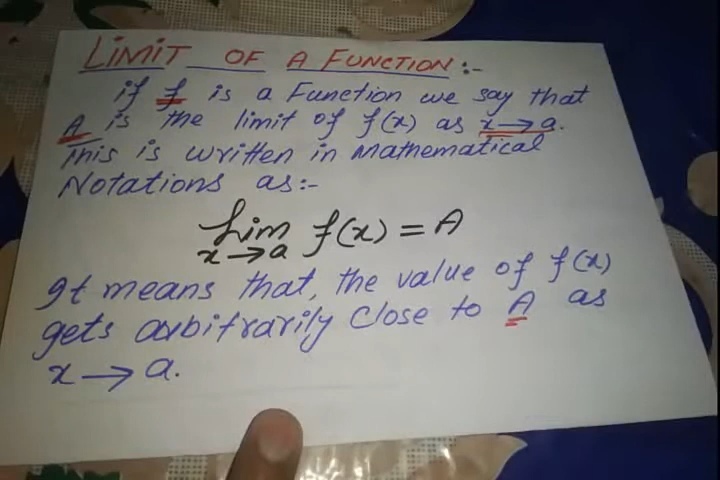 LIMIT OF A FUNCTION:-
if f is a Function we say that
A is the limit of f(x) as x→a.
This is written in Mathematical
Notations as:-
Lim f(x) = A
x→a
It means that, the value of f(x)
gets arbitrarily close to A as
x→a.